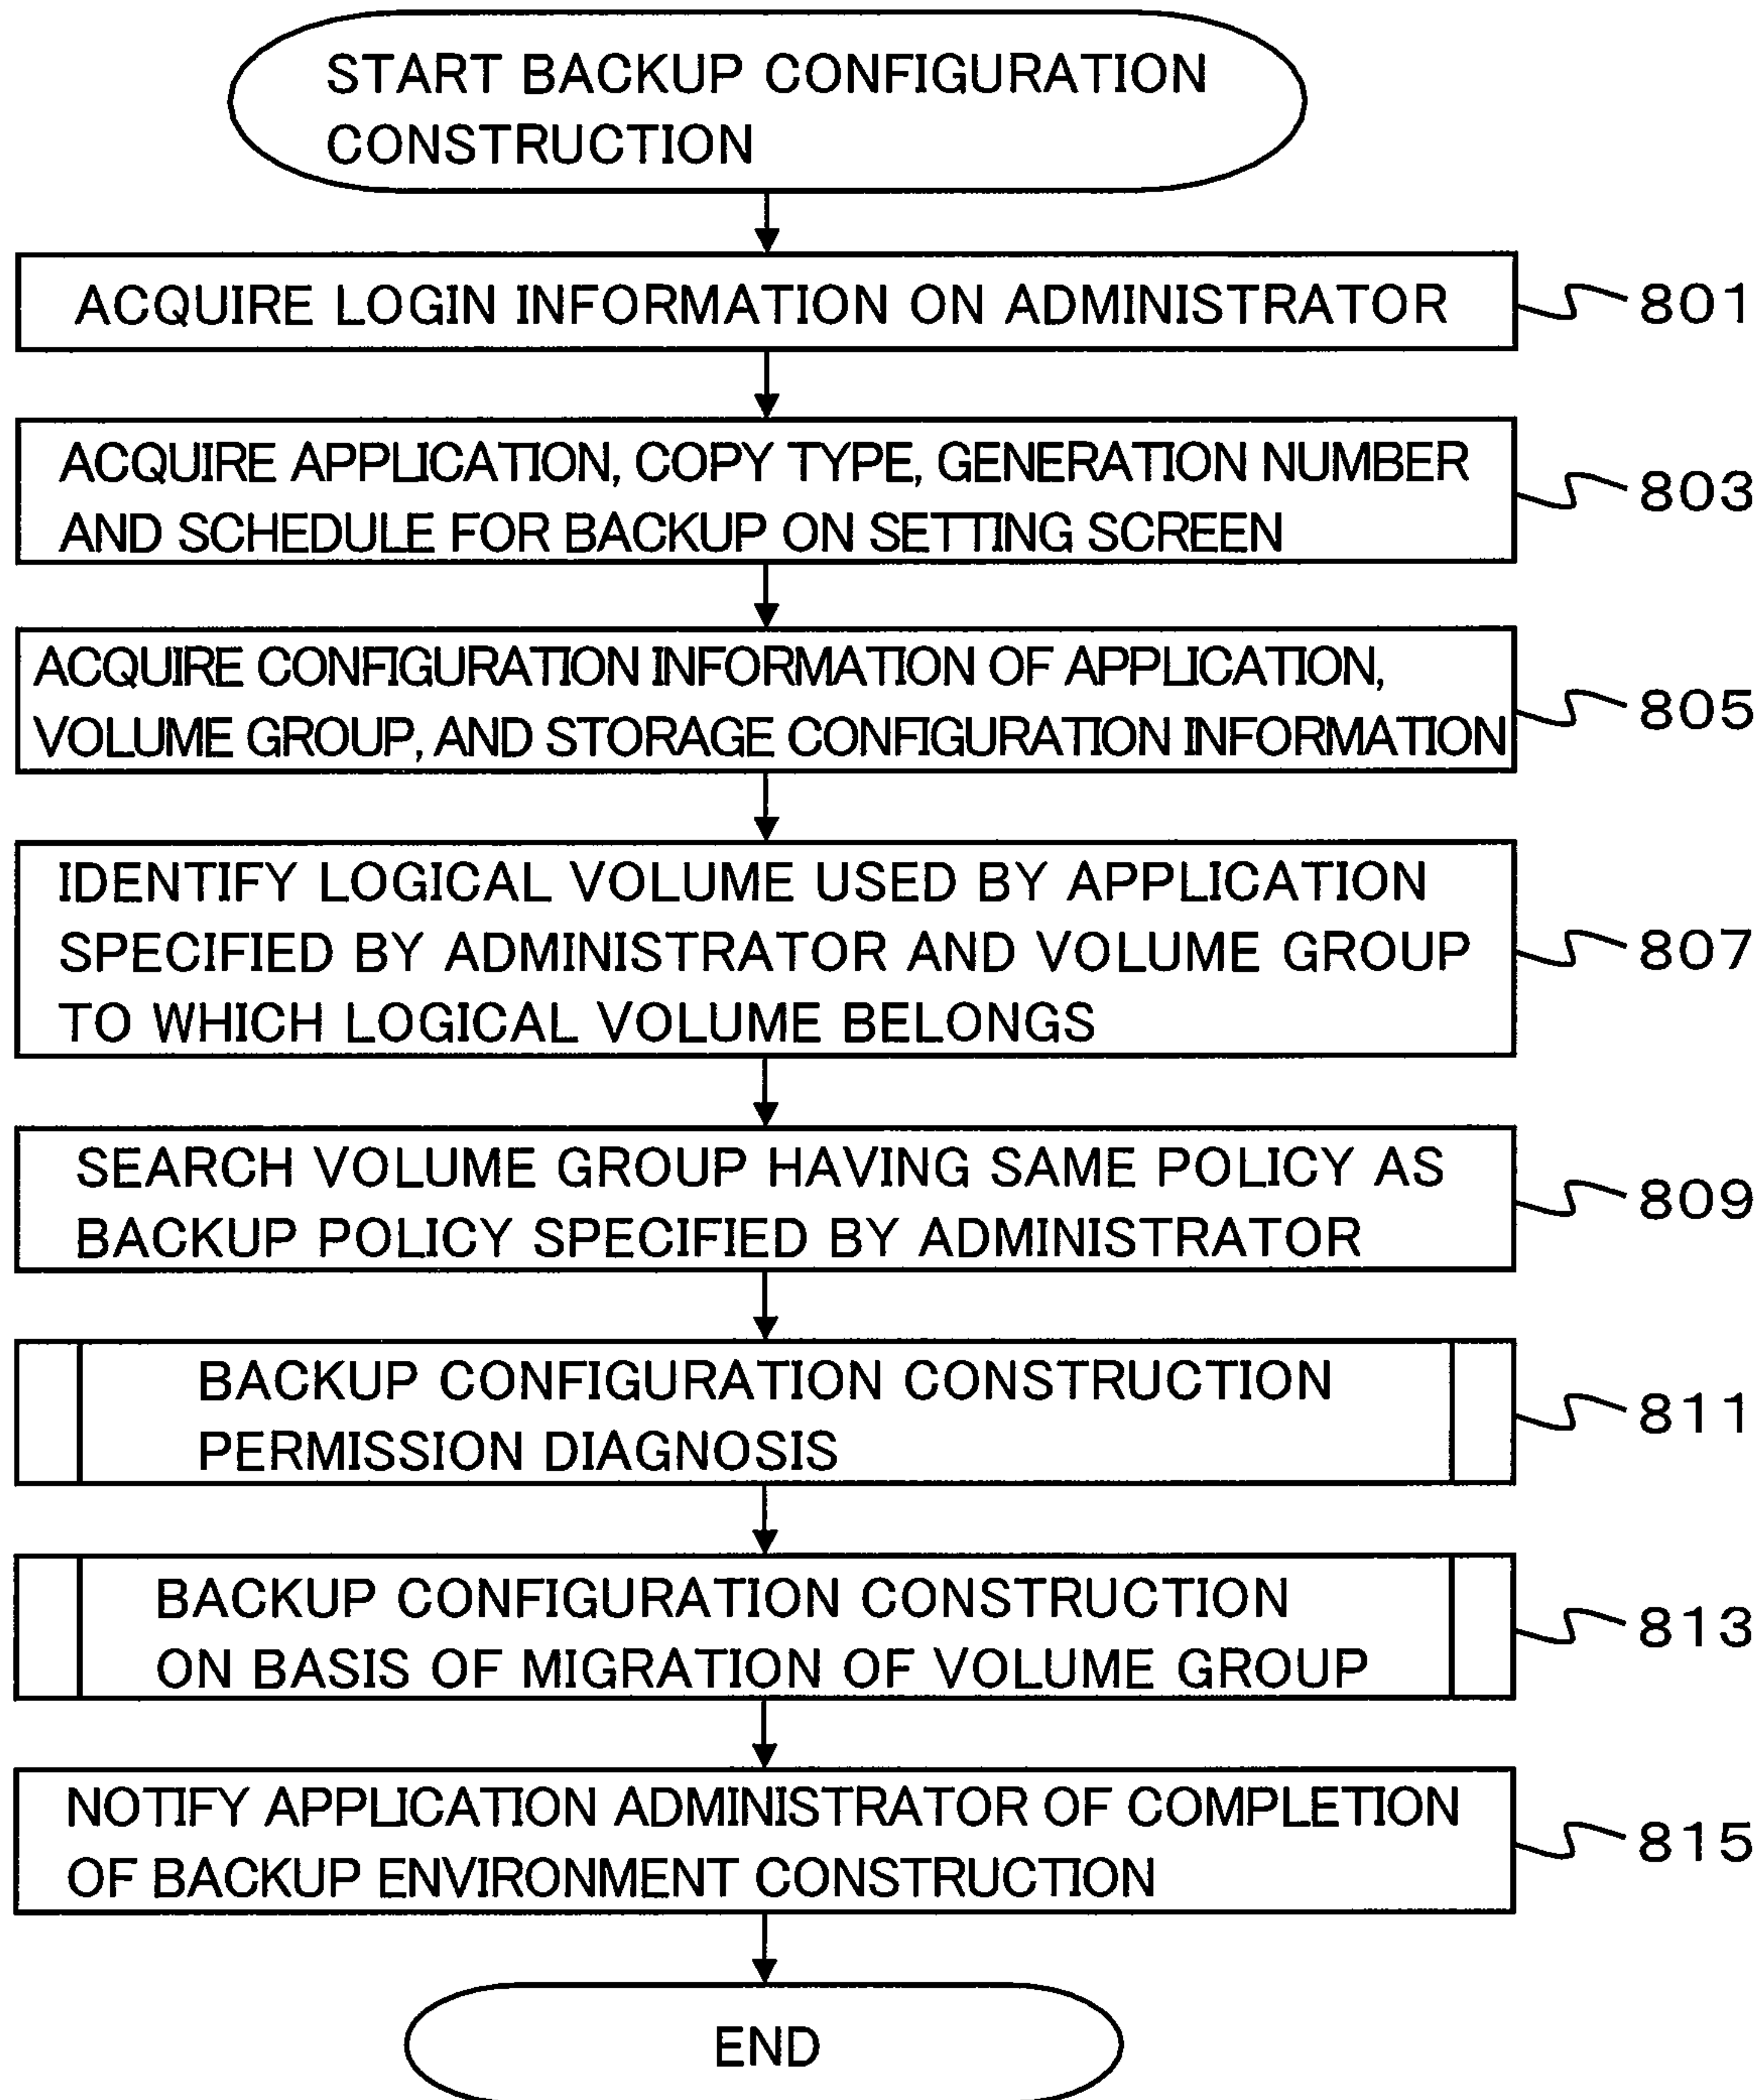 START BACKUP CONFIGURATION
CONSTRUCTION
ACQUIRE LOGIN INFORMATION ON ADMINISTRATOR
801
ACQUIRE APPLICATION, COPY TYPE, GENERATION NUMBER
AND SCHEDULE FOR BACKUP ON SETTING SCREEN
803
ACQUIRE CONFIGURATION INFORMATION OF APPLICATION,
VOLUME GROUP, AND STORAGE CONFIGURATION INFORMATION
805
IDENTIFY LOGICAL VOLUME USED BY APPLICATION
SPECIFIED BY ADMINISTRATOR AND VOLUME GROUP
TO WHICH LOGICAL VOLUME BELONGS
807
SEARCH VOLUME GROUP HAVING SAME POLICY AS
BACKUP POLICY SPECIFIED BY ADMINISTRATOR
809
BACKUP CONFIGURATION CONSTRUCTION
PERMISSION DIAGNOSIS
811
BACKUP CONFIGURATION CONSTRUCTION
ON BASIS OF MIGRATION OF VOLUME GROUP
813
NOTIFY APPLICATION ADMINISTRATOR OF COMPLETION
OF BACKUP ENVIRONMENT CONSTRUCTION
815
END